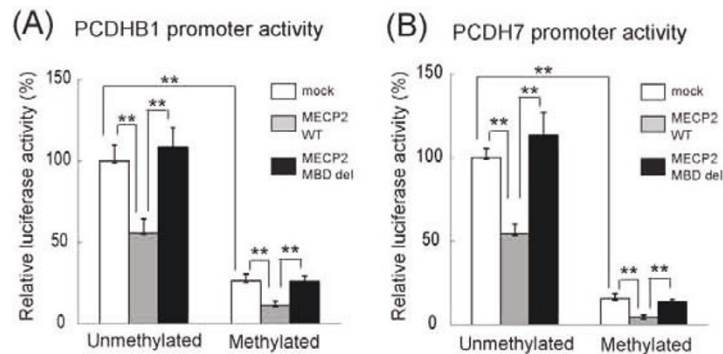 (A) PCDHB1 promoter activity
Relative luciferase activity (%)
150
100
50
0
**
** **
** **
mock
MECP2
WT
MECP2
MBD del
Unmethylated Methylated
(B) PCDH7 promoter activity
Relative luciferase activity (%)
150
100
50
0
**
** **
** **
mock
MECP2
WT
MECP2
MBD del
Unmethylated Methylated